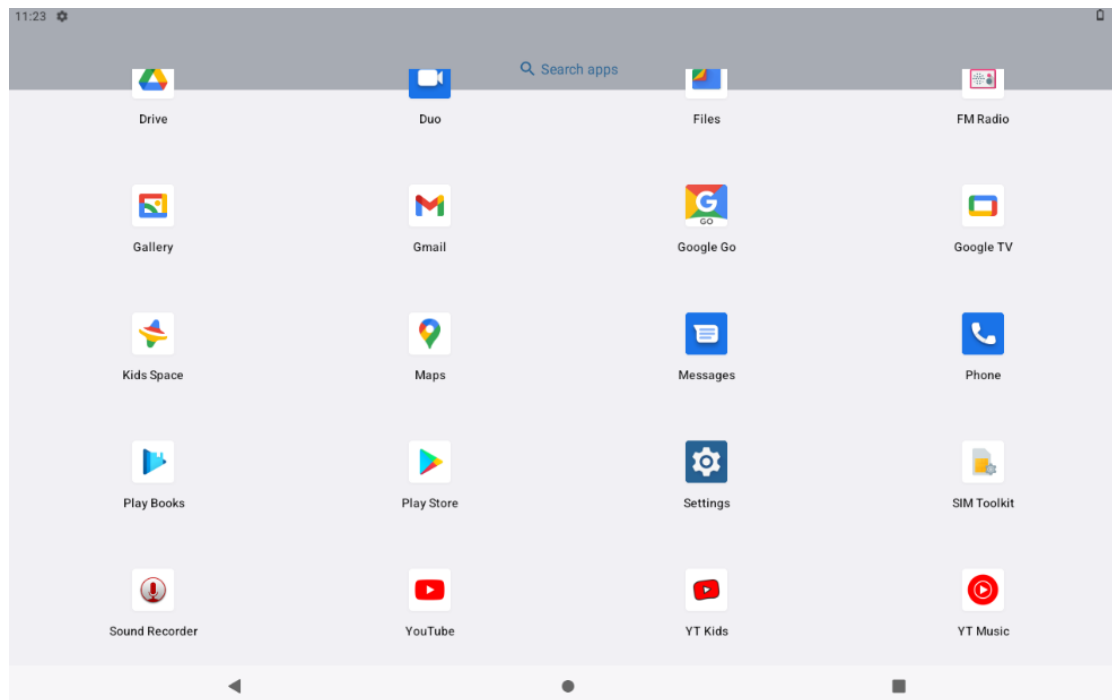 11:23
Search apps
Drive Duo Files FM Radio
Gallery Gmail Google Go Google TV
Kids Space Maps Messages Phone
Play Books Play Store Settings SIM Toolkit
Sound Recorder YouTube YT Kids YT Music